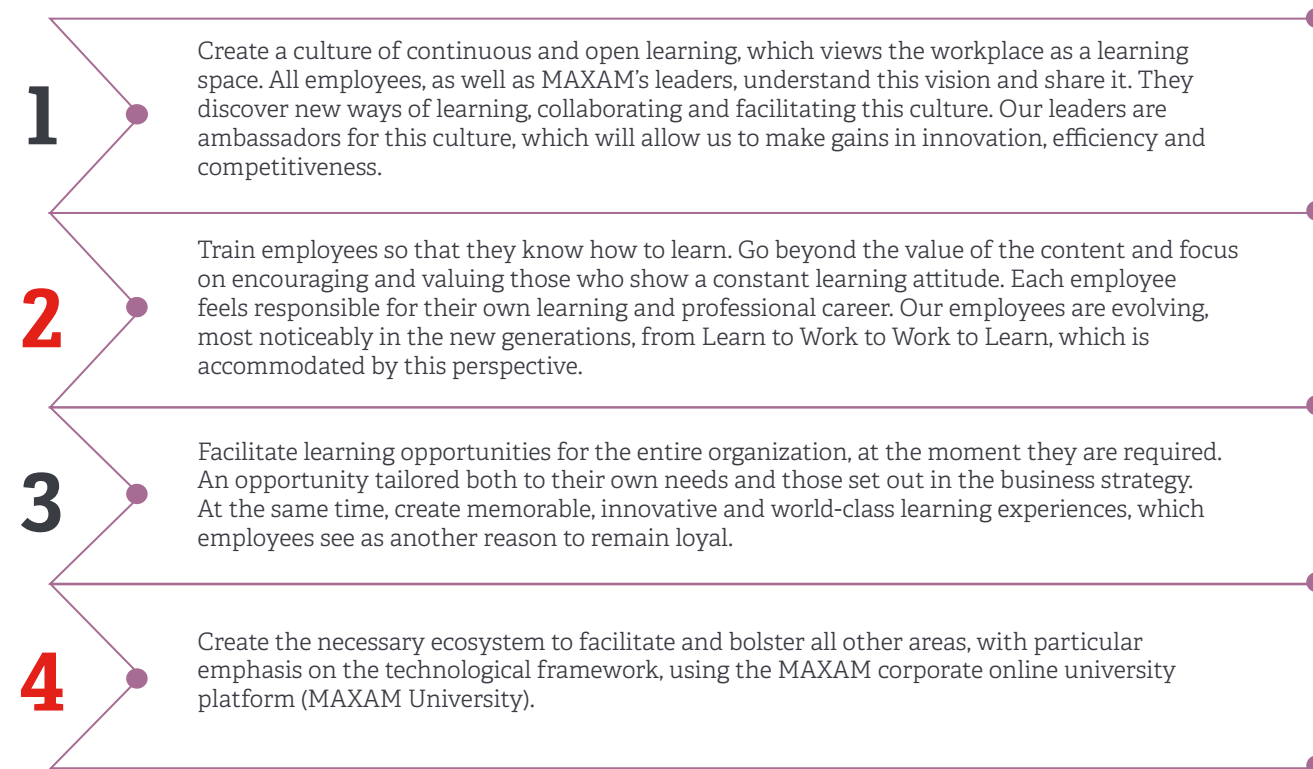 1
Create a culture of continuous and open learning, which views the workplace as a learning
space. All employees, as well as MAXAM’s leaders, understand this vision and share it. They
discover new ways of learning, collaborating and facilitating this culture. Our leaders are
ambassadors for this culture, which will allow us to make gains in innovation, efficiency and
competitiveness.
2
Train employees so that they know how to learn. Go beyond the value of the content and focus
on encouraging and valuing those who show a constant learning attitude. Each employee
feels responsible for their own learning and professional career. Our employees are evolving,
most noticeably in the new generations, from Learn to Work to Work to Learn, which is
accommodated by this perspective.
3
Facilitate learning opportunities for the entire organization, at the moment they are required.
An opportunity tailored both to their own needs and those set out in the business strategy.
At the same time, create memorable, innovative and world-class learning experiences, which
employees see as another reason to remain loyal.
4
Create the necessary ecosystem to facilitate and bolster all other areas, with particular
emphasis on the technological framework, using the MAXAM corporate online university
platform (MAXAM University).